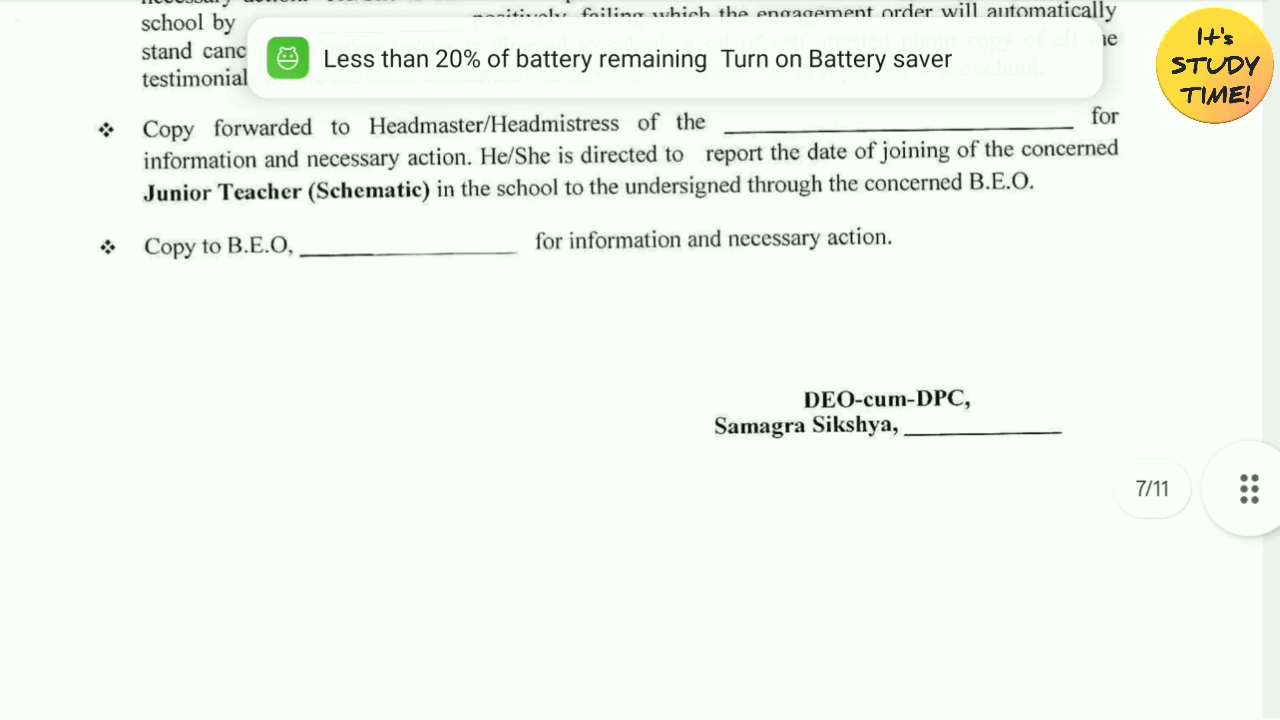 school by positively, failing which the engagement order will automatically
stand canc
testimonial
Less than 20% of battery remaining Turn on Battery saver
It's
STUDY
TIME!
❖ Copy forwarded to Headmaster/Headmistress of the ______________________ for
information and necessary action. He/She is directed to report the date of joining of the concerned
Junior Teacher (Schematic) in the school to the undersigned through the concerned B.E.O.
❖ Copy to B.E.O, ______________ for information and necessary action.
DEO-cum-DPC,
Samagra Sikshya, __________
7/11